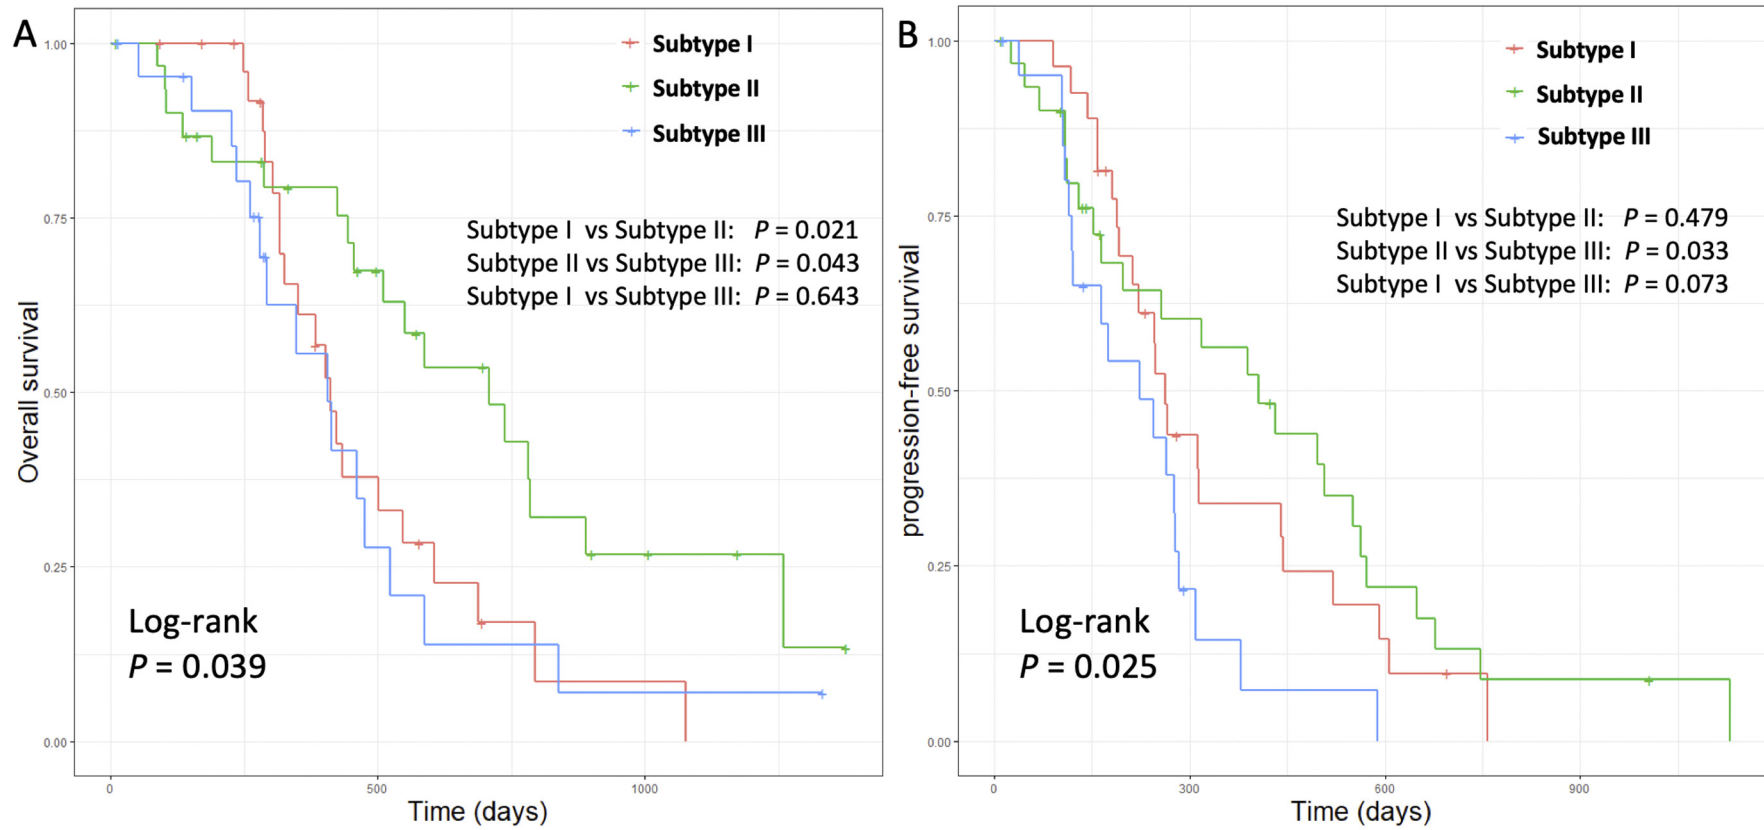 A
Subtype I
Subtype II
Subtype III
Subtype I vs Subtype II: P = 0.021
Subtype II vs Subtype III: P = 0.043
Subtype I vs Subtype III: P = 0.643
Log-rank
P = 0.039
Overall survival
1.00
0.75
0.50
0.25
0.00
0
500
1000
Time (days)
B
Subtype I
Subtype II
Subtype III
Subtype I vs Subtype II: P = 0.479
Subtype II vs Subtype III: P = 0.033
Subtype I vs Subtype III: P = 0.073
Log-rank
P = 0.025
progression-free survival
1.00
0.75
0.50
0.25
0.00
0
300
600
900
Time (days)